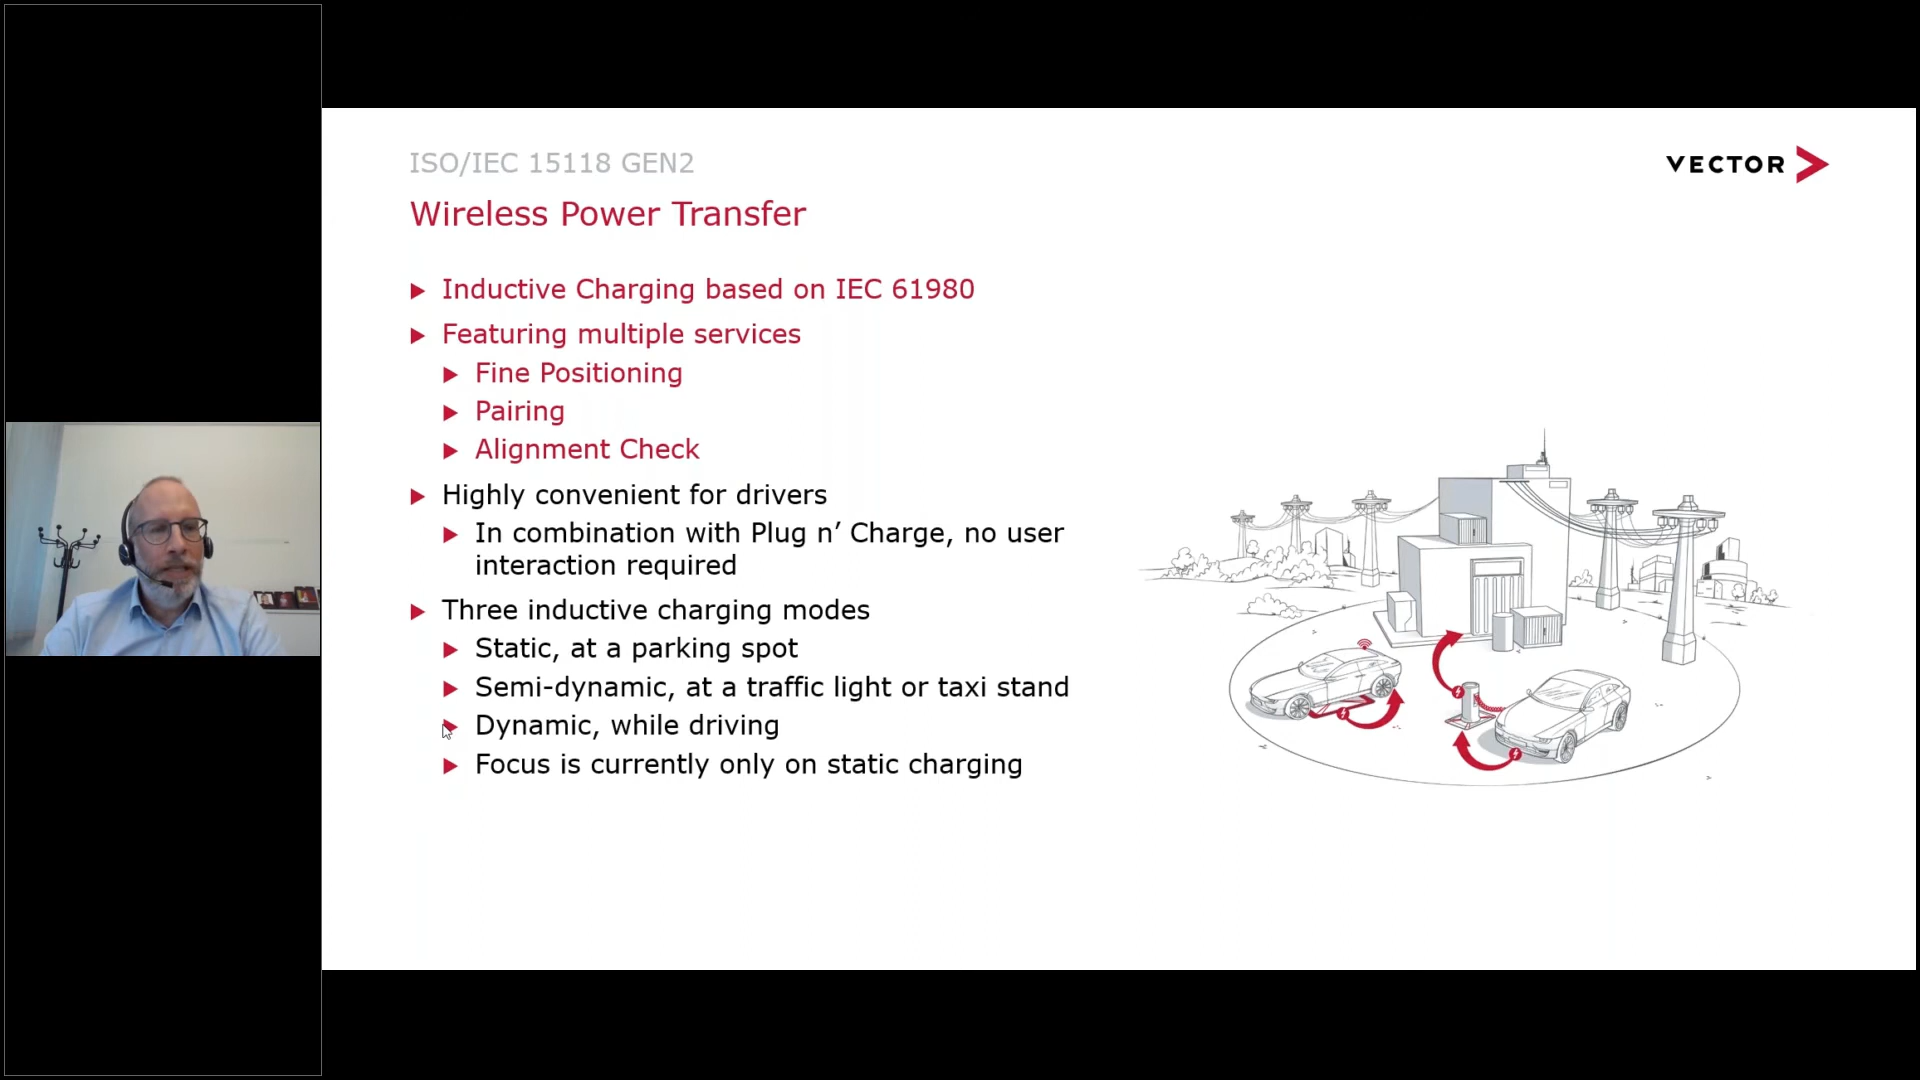 ISO/IEC 15118 GEN2
VECTOR
Wireless Power Transfer
Inductive Charging based on IEC 61980
Featuring multiple services
Fine Positioning
Pairing
Alignment Check
Highly convenient for drivers
In combination with Plug n’ Charge, no user
interaction required
Three inductive charging modes
Static, at a parking spot
Semi-dynamic, at a traffic light or taxi stand
Dynamic, while driving
Focus is currently only on static charging